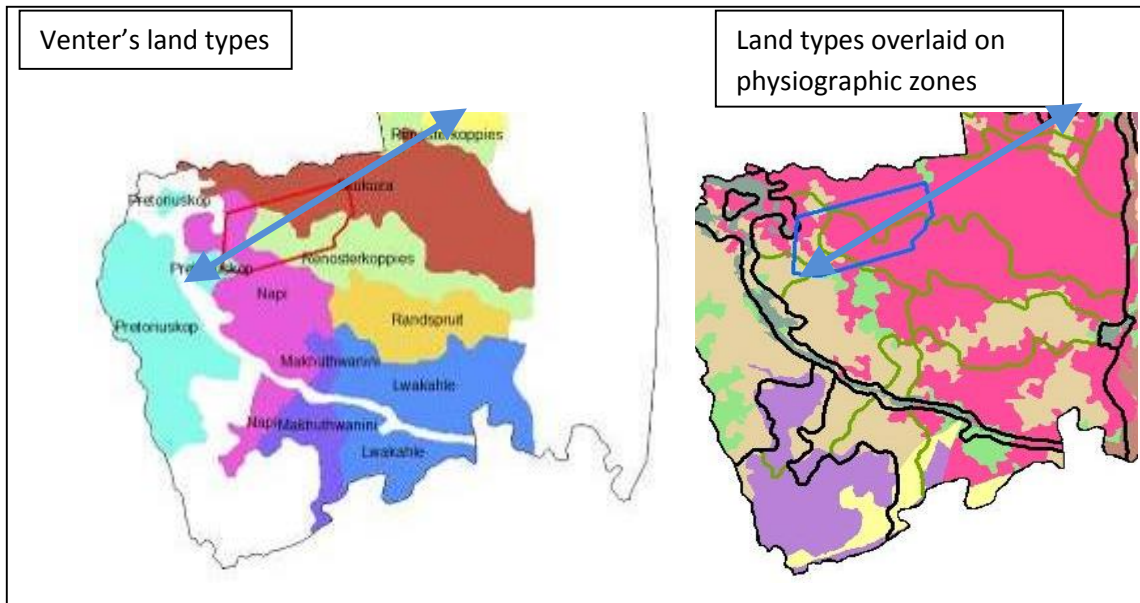 Venter's land types
Land types overlaid on
physiographic zones
Renosterkoppies
Pretoriuskop
Renosterkoppies
Napi
Pretoriuskop
Randspruit
Makhuthwanini
Lwakahle
Napi
Makhuthwanini
Lwakahle